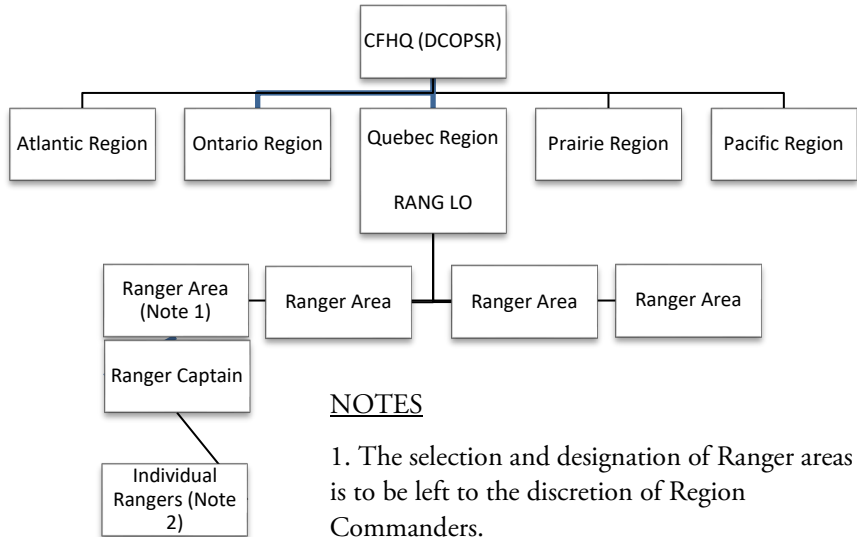 CFHQ (DCOPSR)
Atlantic Region
Ontario Region
Quebec Region
RANG LO
Prairie Region
Pacific Region
Ranger Area
(Note 1)
Ranger Area
Ranger Area
Ranger Area
Ranger Captain
Individual
Rangers (Note
2)
NOTES
1. The selection and designation of Ranger areas
is to be left to the discretion of Region
Commanders.